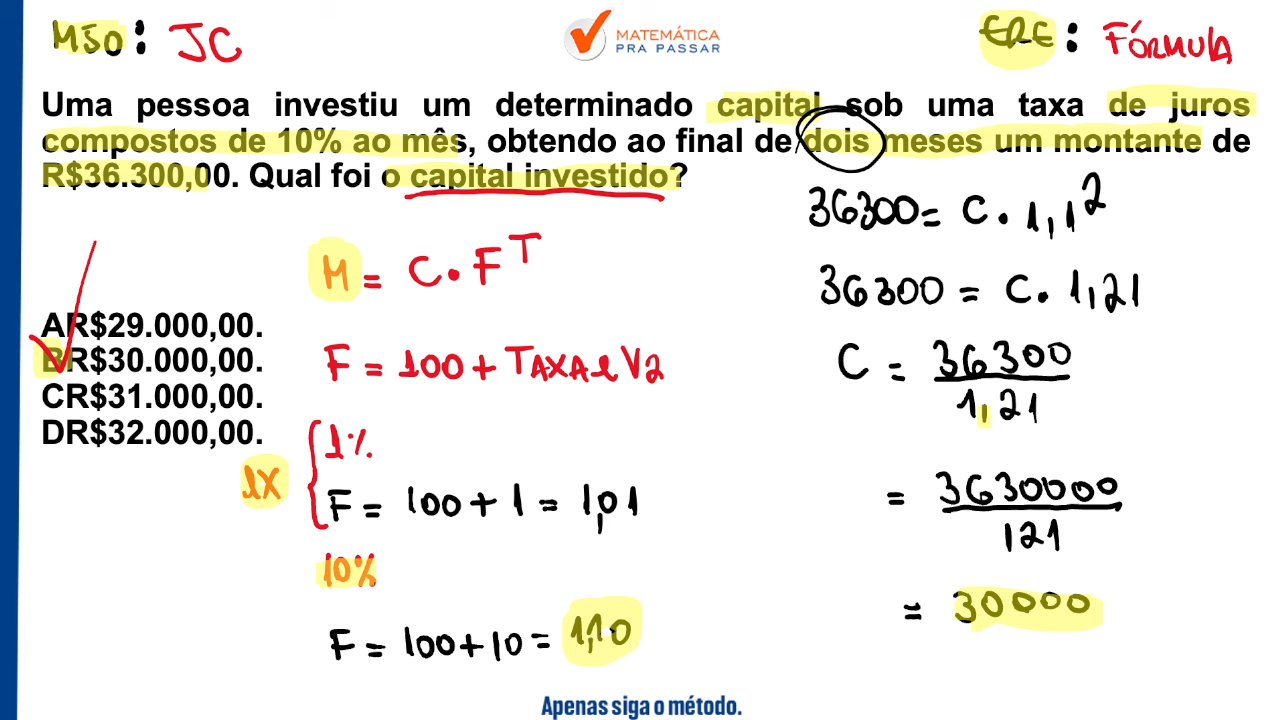 MSO: JC
MATEMÁTICA
PRA PASSAR
: FÓRMULA
Uma pessoa investiu um determinado capital sob uma taxa de juros
compostos de 10% ao mês, obtendo ao final de dois meses um montante de
R$36.300,00. Qual foi o capital investido?
AR$29.000,00.
BR$30.000,00.
CR$31.000,00.
DR$32.000,00.
M = C.F^T
F = 100 + TAXA e V2
1%
F = 100 + 1 = 1,01
10%
F = 100 + 10 = 1,10
36300 = C . 1,1²
36300 = C . 1,21
C = 36300
1,21
= 3630000
121
= 30000
Apenas siga o método.